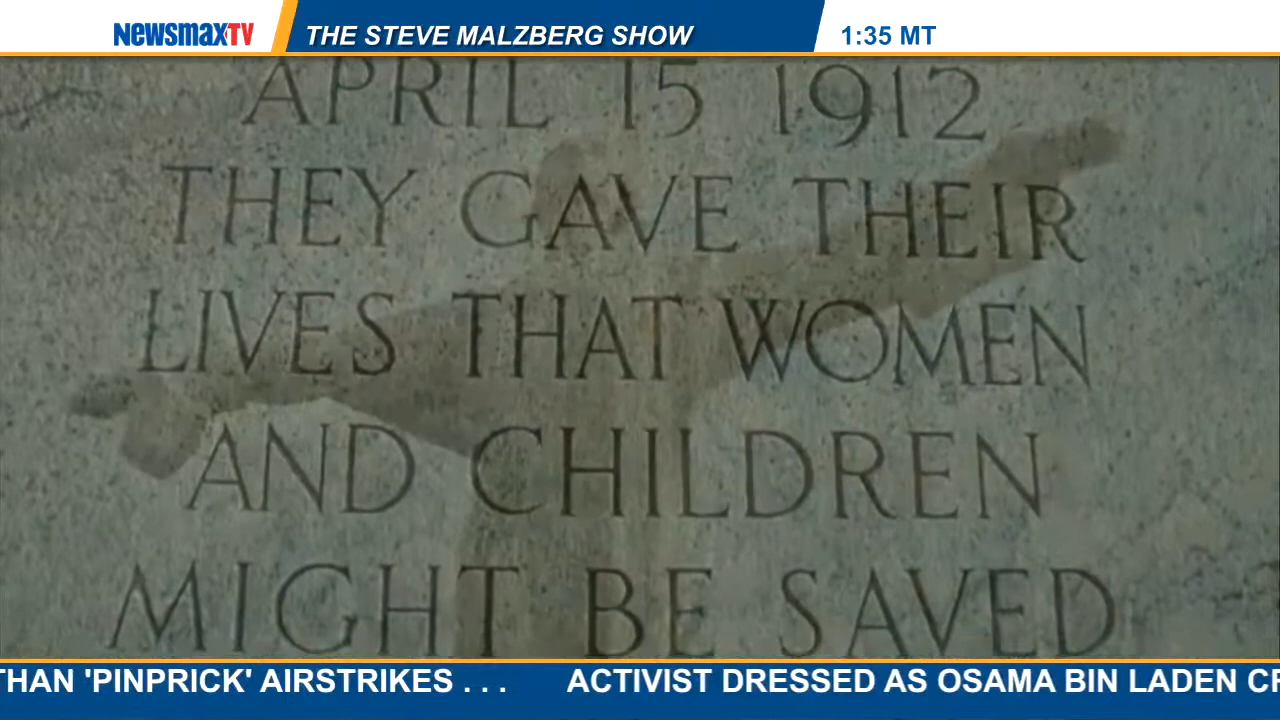 NEWSMAXTV
THE STEVE MALZBERG SHOW
1:35 MT
APRIL 15 1912
THEY GAVE THEIR
LIVES THAT WOMEN
AND CHILDREN
MIGHT BE SAVED
THAN 'PINPRICK' AIRSTRIKES . . .
ACTIVIST DRESSED AS OSAMA BIN LADEN